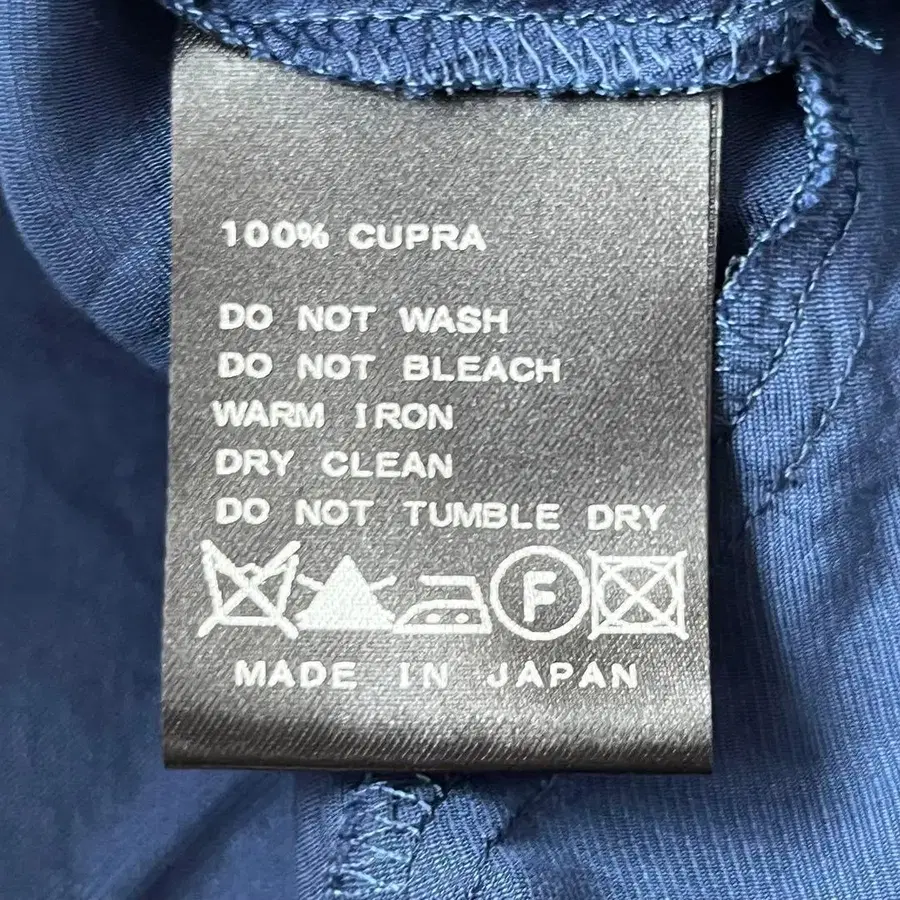 100% CUPRA
DO NOT WASH
DO NOT BLEACH
WARM IRON
DRY CLEAN
DO NOT TUMBLE DRY
F
MADE IN JAPAN